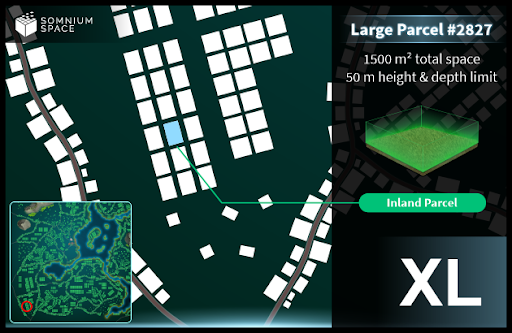 SOMNIUM
SPACE
Large Parcel #2827
1500 m² total space
50 m height & depth limit
Inland Parcel
XL